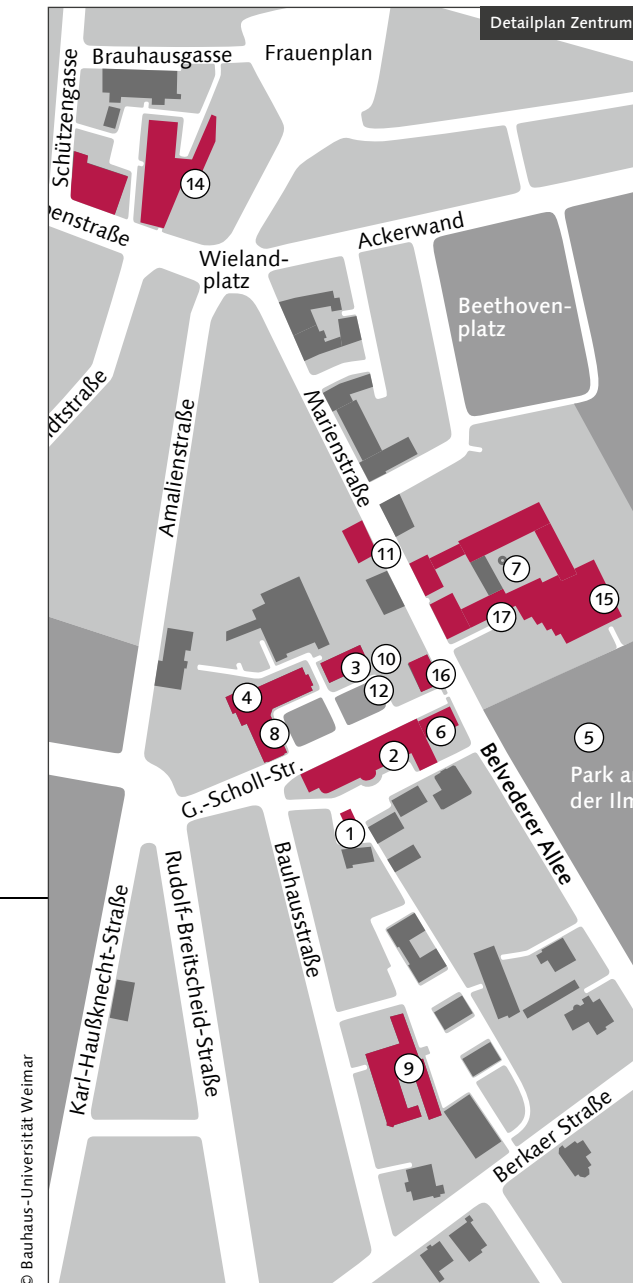 Detailplan Zentrum
Brauhausgasse
Frauenplan
Schützengasse
14
enstraße
Wieland-
platz
Ackerwand
Beethoven-
platz
dtstraße
Amalienstraße
Marienstraße
11
7
15
17
3
10
16
4
12
8
6
2
5
Park a
der Ilm
G.-Scholl-Str.
1
Belvederer Allee
Bauhausstraße
Rudolf-Breitscheid-Straße
Karl-Haußknecht-Straße
9
Berkaer Straße
© Bauhaus-Universität Weimar